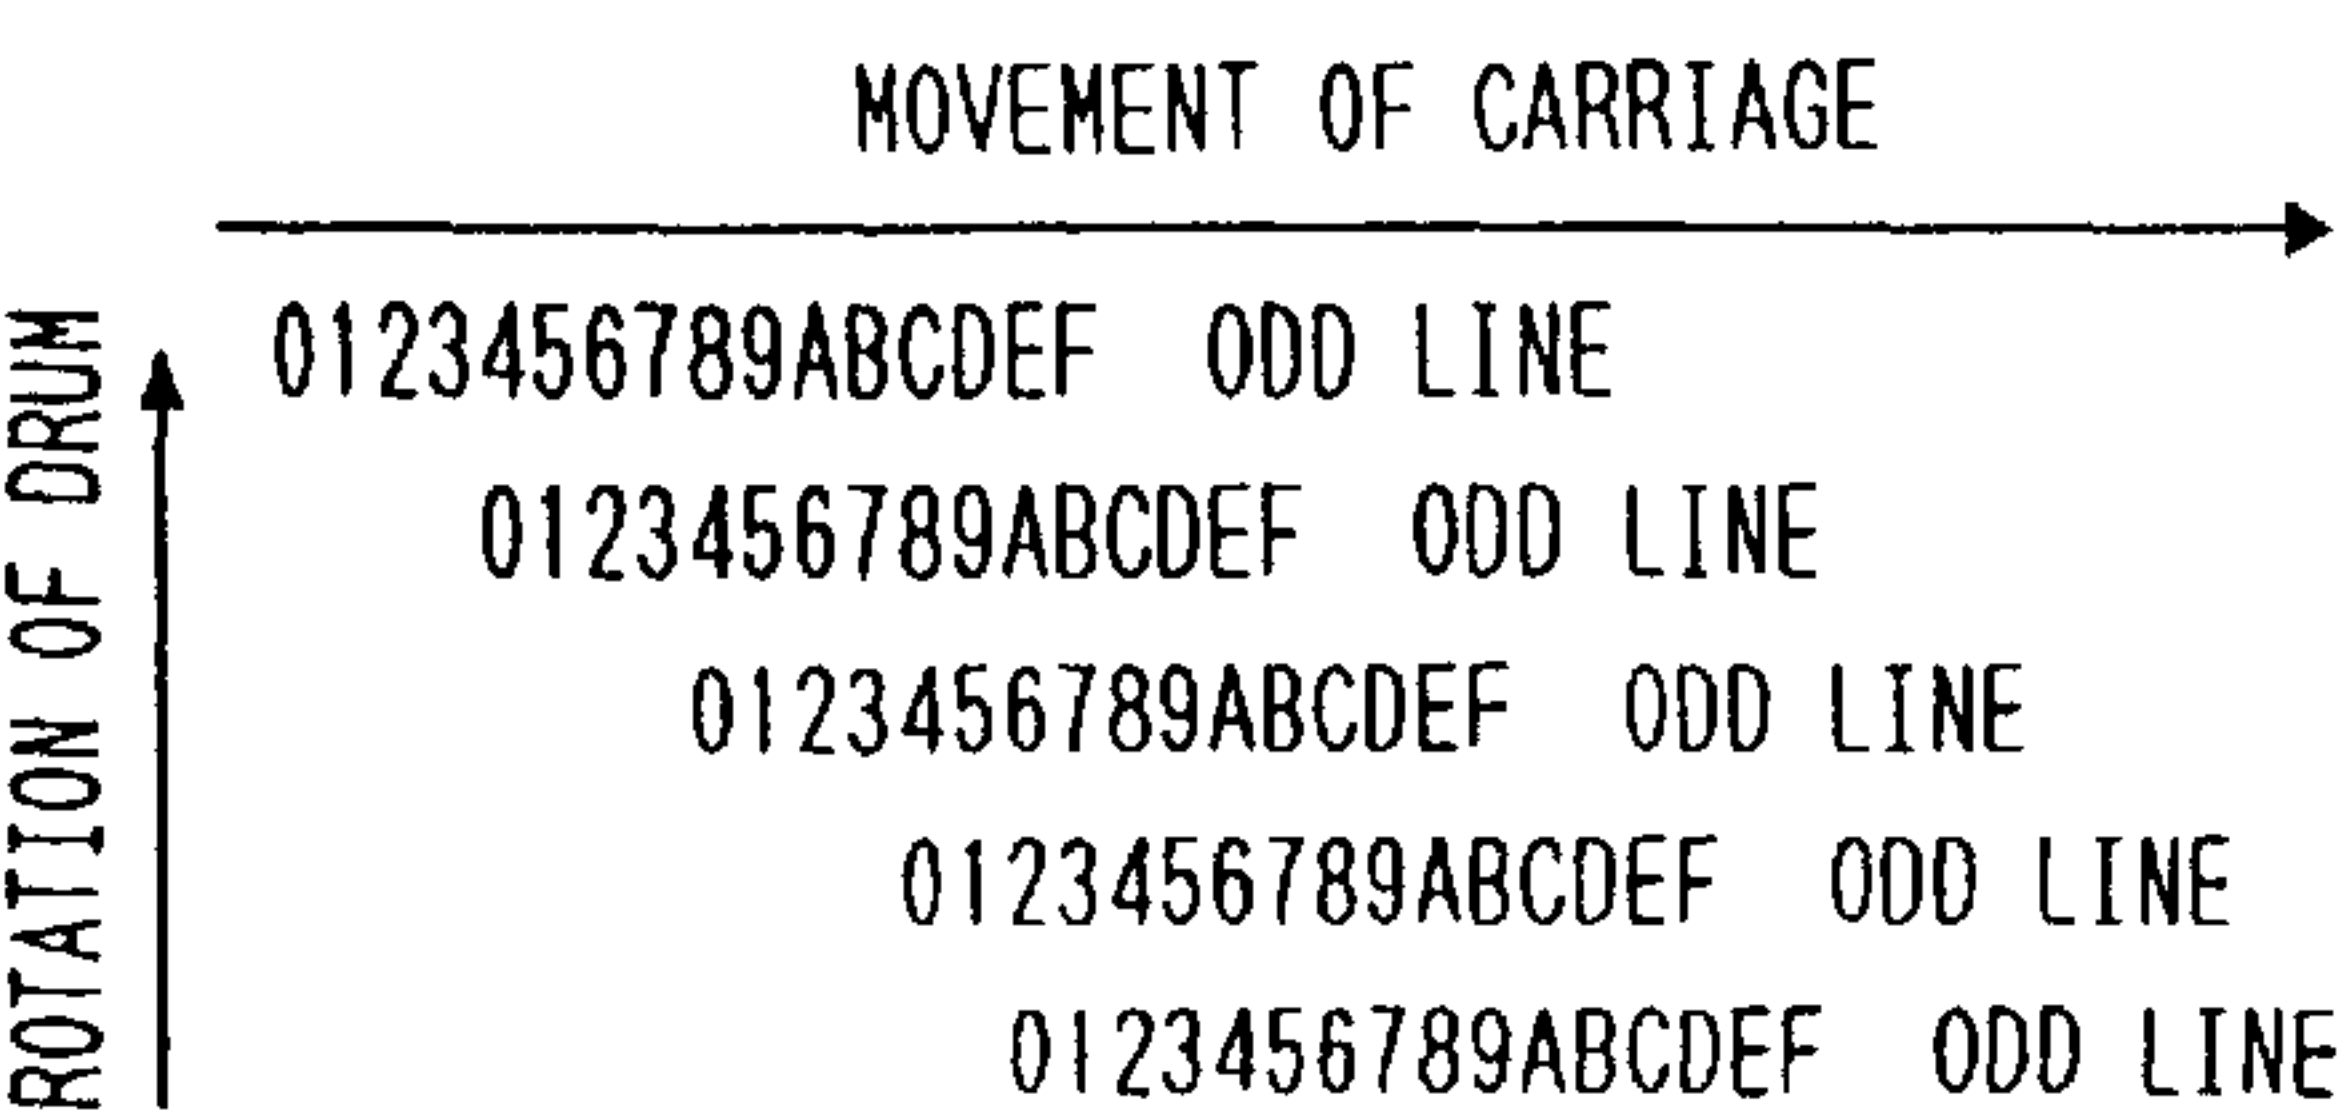 MOVEMENT OF CARRIAGE
ROTATION OF DRUM
0123456789ABCDEF ODD LINE
0123456789ABCDEF ODD LINE
0123456789ABCDEF ODD LINE
0123456789ABCDEF ODD LINE
0123456789ABCDEF ODD LINE